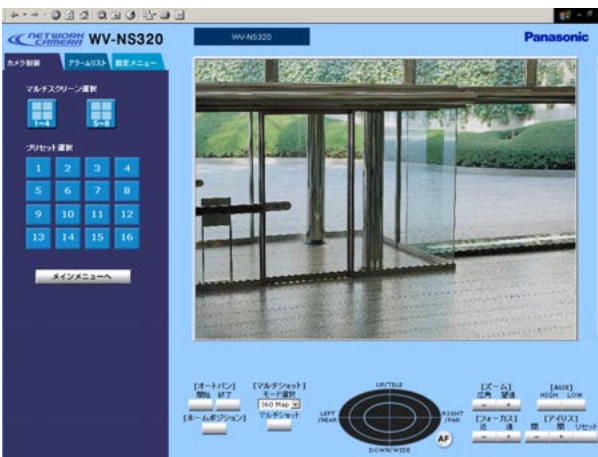 NETWORK CAMERA WV-NS320
WV-NS320
Panasonic
カメラ制御
アラームリスト
設定メニュー
マルチスクリーン選択
1~4
5~8
プリセット選択
1 2 3 4
5 6 7 8
9 10 11 12
13 14 15 16
メインメニューへ
[オートパン]
開始 終了
[ホームポジション]
[マルチショット]
モード選択
360 Map
マルチショット
UP/TELE
LEFT /NEAR
RIGHT /FAR
DOWN/WIDE
AF
[ズーム]
広角 望遠
- +
[AUX]
HIGH LOW
[フォーカス]
近 遠
- +
[アイリス]
閉 開 リセット
- +